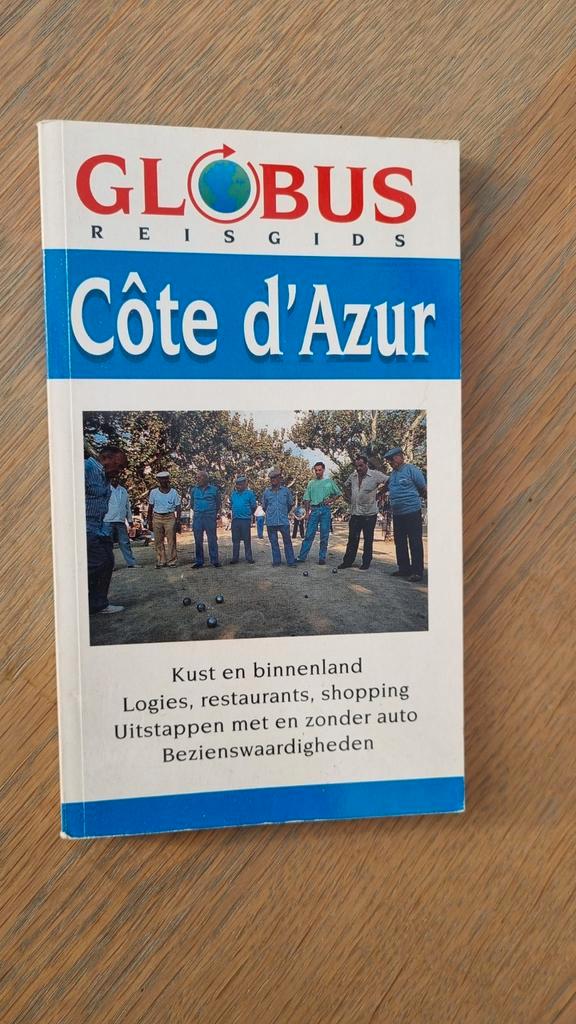 GLOBUS
REISGIDS
Côte d'Azur
Kust en binnenland
Logies, restaurants, shopping
Uitstappen met en zonder auto
Bezienswaardigheden